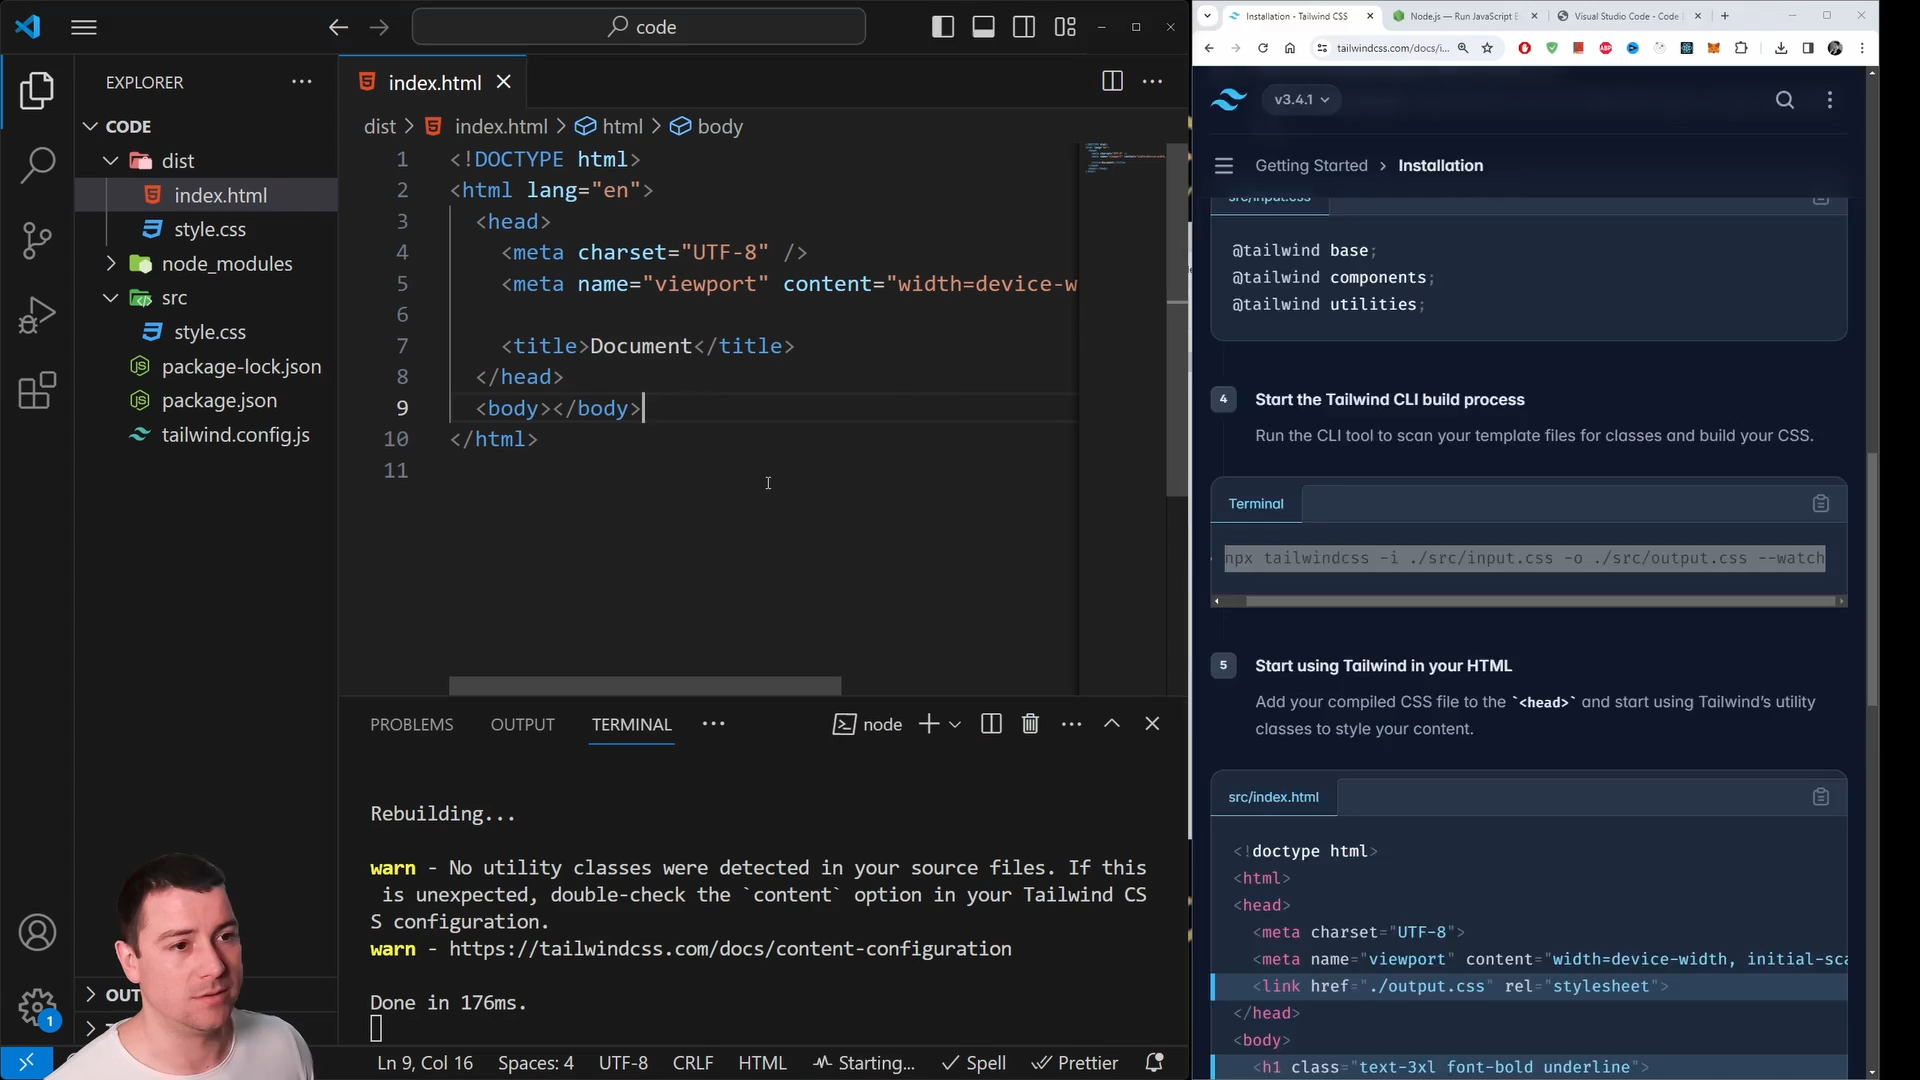 code
EXPLORER
CODE
dist
index.html
style.css
node_modules
src
style.css
package-lock.json
package.json
tailwind.config.js
OUT
1
index.html
dist > index.html > html > body
1 <!DOCTYPE html>
2 <html lang="en">
3 <head>
4 <meta charset="UTF-8" />
5 <meta name="viewport" content="width=device-w
6
7 <title>Document</title>
8 </head>
9 <body></body>
10 </html>
11
PROBLEMS OUTPUT TERMINAL
node
Rebuilding...
warn - No utility classes were detected in your source files. If this
is unexpected, double-check the `content` option in your Tailwind CS
S configuration.
warn - https://tailwindcss.com/docs/content-configuration
Done in 176ms.
Ln 9, Col 16 Spaces: 4 UTF-8 CRLF HTML Starting... Spell Prettier
Installation - Tailwind CSS
Node.js — Run JavaScript E
Visual Studio Code - Code
tailwindcss.com/docs/i...
v3.4.1
Getting Started > Installation
src/input.css
@tailwind base;
@tailwind components;
@tailwind utilities;
4 Start the Tailwind CLI build process
Run the CLI tool to scan your template files for classes and build your CSS.
Terminal
npx tailwindcss -i ./src/input.css -o ./src/output.css --watch
5 Start using Tailwind in your HTML
Add your compiled CSS file to the `<head>` and start using Tailwind’s utility
classes to style your content.
src/index.html
<!doctype html>
<html>
<head>
<meta charset="UTF-8">
<meta name="viewport" content="width=device-width, initial-sca
<link href="./output.css" rel="stylesheet">
</head>
<body>
<h1 class="text-3xl font-bold underline">